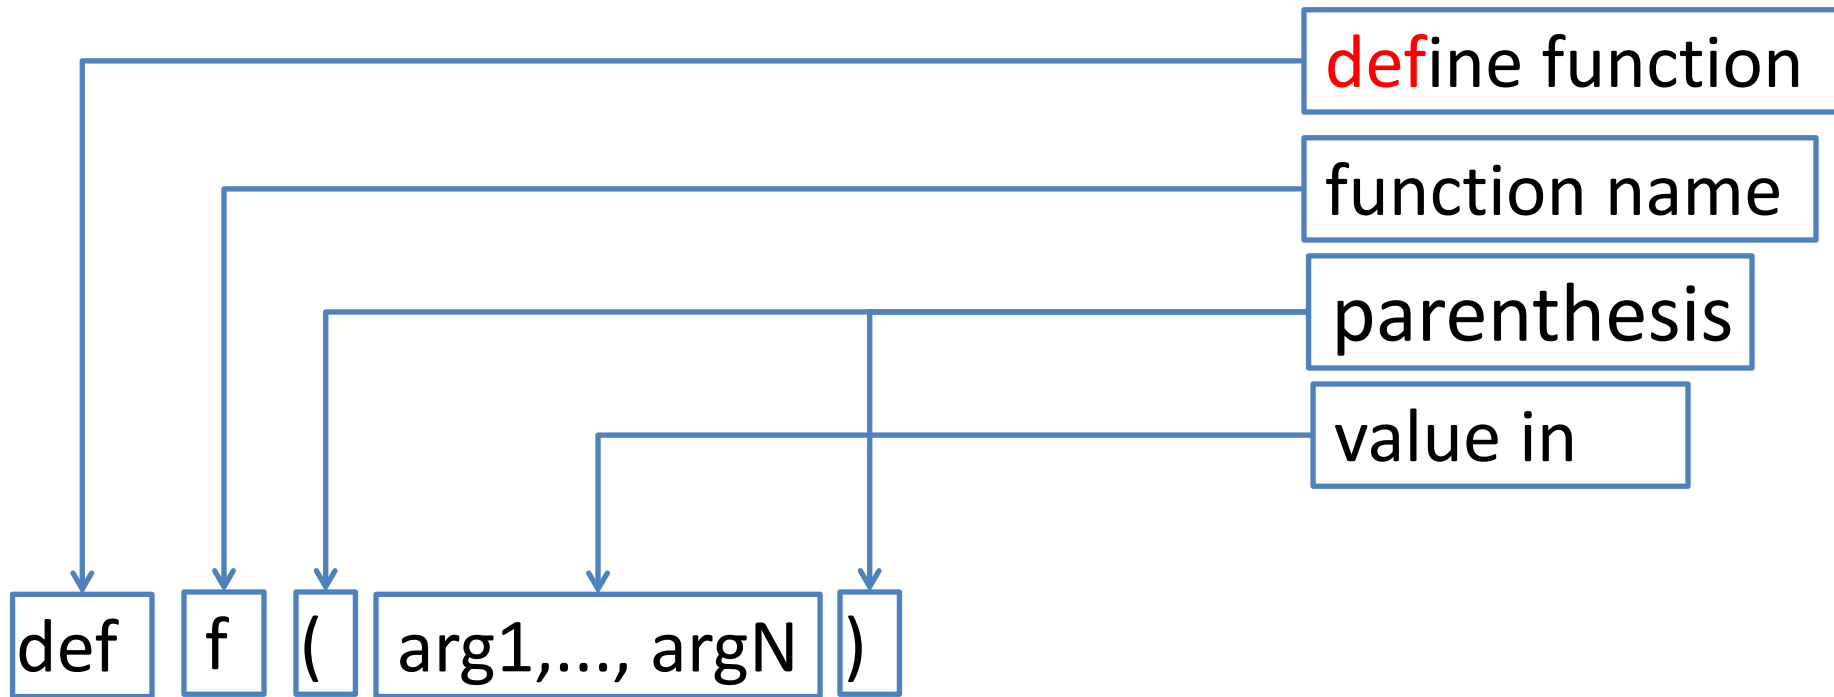 define function
function name
parenthesis
value in
def f ( arg1,..., argN )